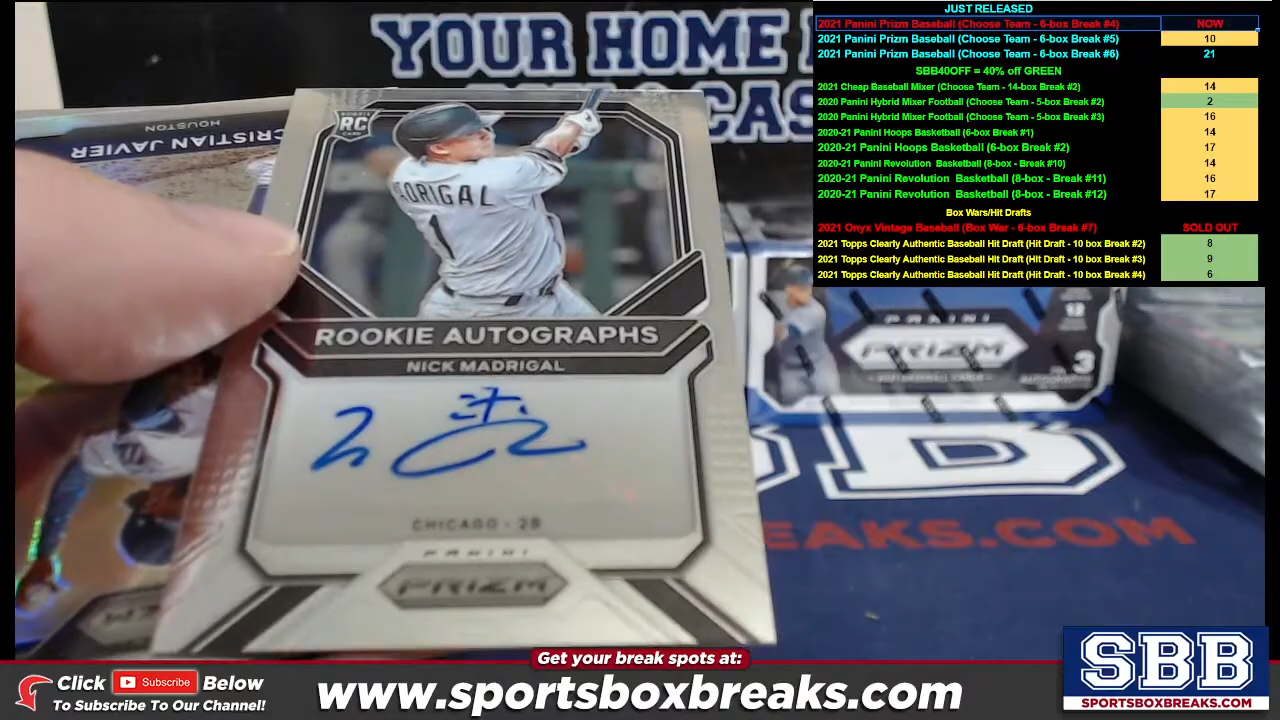 YOUR HOME
CAS
CRISTIAN JAVIER
HOUSTON
RC
MADRIGAL
1
ROOKIE AUTOGRAPHS
NICK MADRIGAL
CHICAGO - 2B
PANINI
PRIZM
PANINI
PRIZM
12
3
B
EAKS.COM
JUST RELEASED
2021 Panini Prizm Baseball (Choose Team - 6-box Break #4) NOW
2021 Panini Prizm Baseball (Choose Team - 6-box Break #5) 10
2021 Panini Prizm Baseball (Choose Team - 6-box Break #6) 21
SBB40OFF = 40% off GREEN
2021 Cheap Baseball Mixer (Choose Team - 14-box Break #2) 14
2020 Panini Hybrid Mixer Football (Choose Team - 5-box Break #2) 2
2020 Panini Hybrid Mixer Football (Choose Team - 5-box Break #3) 16
2020-21 Panini Hoops Basketball (6-box Break #1) 14
2020-21 Panini Hoops Basketball (6-box Break #2) 17
2020-21 Panini Revolution Basketball (8-box - Break #10) 14
2020-21 Panini Revolution Basketball (8-box - Break #11) 16
2020-21 Panini Revolution Basketball (8-box - Break #12) 17
Box Wars/Hit Drafts
2021 Onyx Vintage Baseball (Box War - 6-box Break #7) SOLD OUT
2021 Topps Clearly Authentic Baseball Hit Draft (Hit Draft - 10 box Break #2) 8
2021 Topps Clearly Authentic Baseball Hit Draft (Hit Draft - 10 box Break #3) 9
2021 Topps Clearly Authentic Baseball Hit Draft (Hit Draft - 10 box Break #4) 6
Get your break spots at:
Click Subscribe Below
To Subscribe To Our Channel!
www.sportsboxbreaks.com
SBB
SPORTSBOXBREAKS.COM